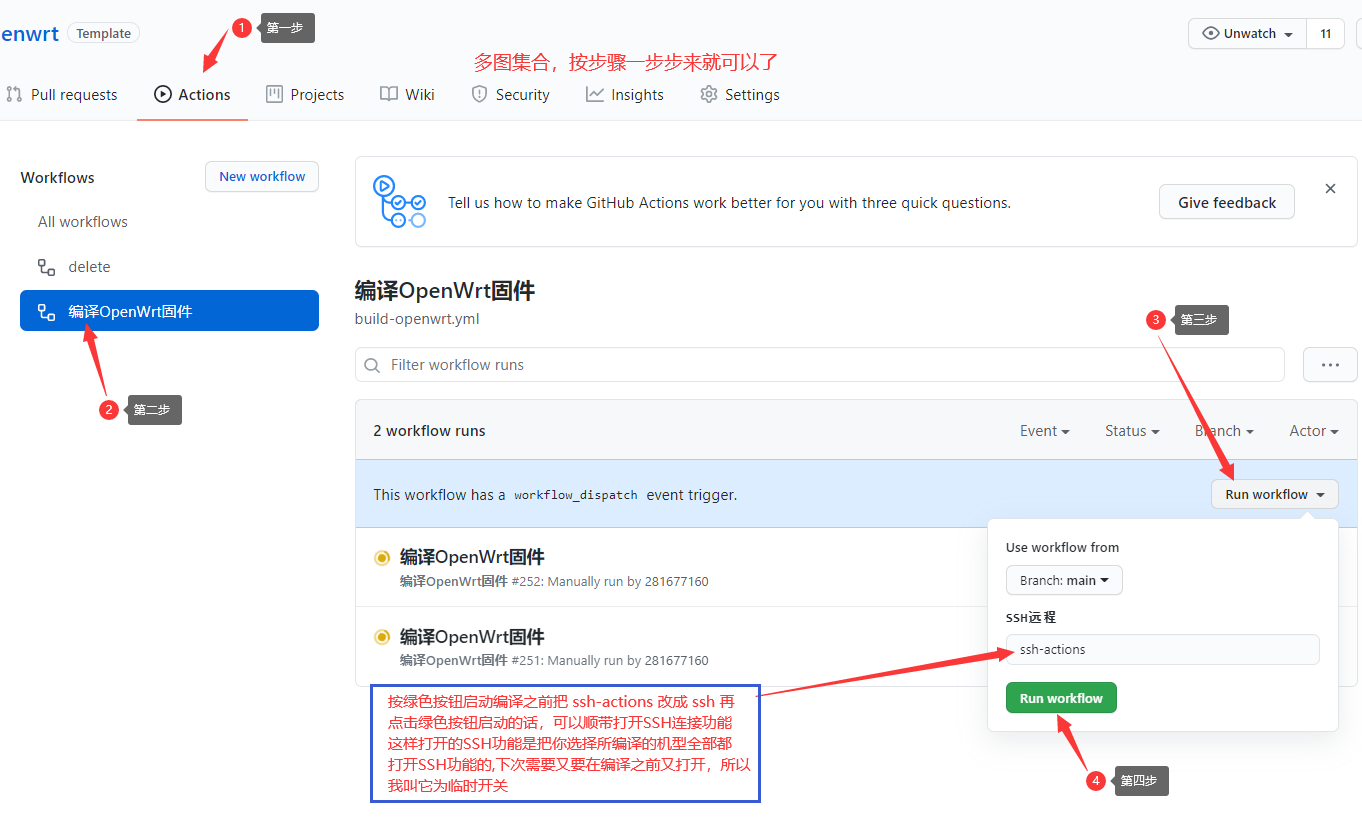 enwrt Template
1 第一步
Unwatch 11
多图集合，按步骤一步步来就可以了
Pull requests Actions Projects Wiki Security Insights Settings
Workflows New workflow
All workflows
delete
编译OpenWrt固件
2 第二步
Tell us how to make GitHub Actions work better for you with three quick questions. Give feedback
编译OpenWrt固件
build-openwrt.yml
3 第三步
Filter workflow runs
2 workflow runs Event Status Branch Actor
This workflow has a workflow_dispatch event trigger. Run workflow
编译OpenWrt固件
编译OpenWrt固件 #252: Manually run by 281677160
编译OpenWrt固件
编译OpenWrt固件 #251: Manually run by 281677160
Use workflow from
Branch: main
SSH远程
ssh-actions
Run workflow
按绿色按钮启动编译之前把 ssh-actions 改成 ssh 再
点击绿色按钮启动的话，可以顺带打开SSH连接功能
这样打开的SSH功能是把你选择所编译的机型全部都
打开SSH功能的,下次需要又要在编译之前又打开，所以
我叫它为临时开关
4 第四步